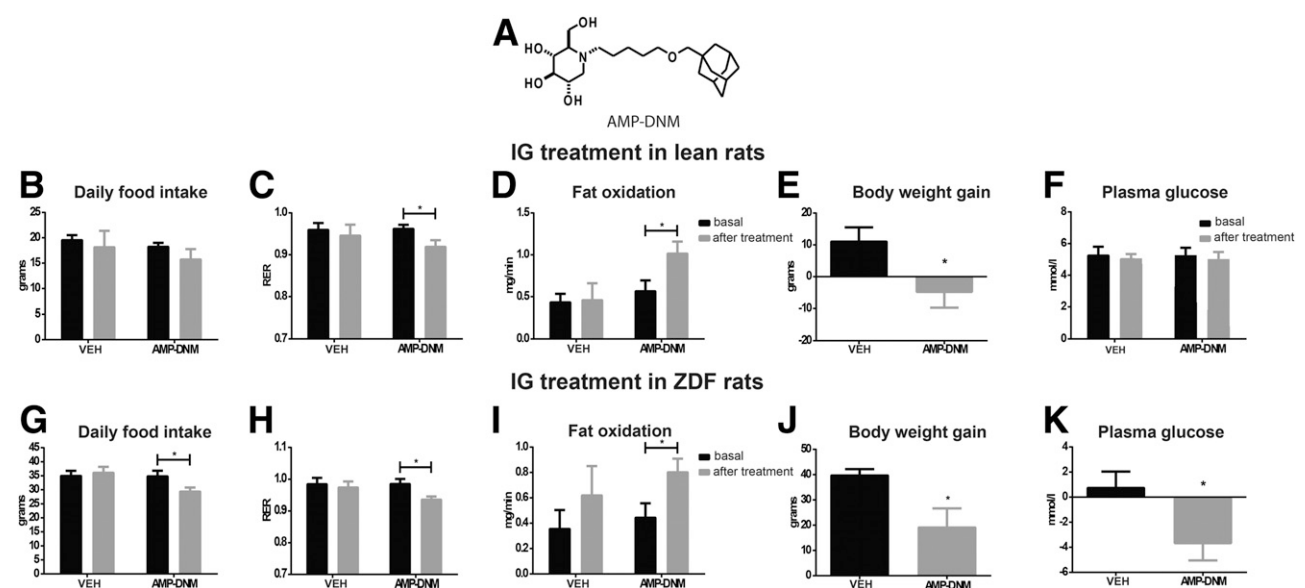 A
OH
HO
N
O
HO
OH
OH
AMP-DNM
IG treatment in lean rats
B Daily food intake
25
20
15
10
5
0
grams
VEH AMP-DNM
C
1.0
0.9
0.8
0.7
RER
*
VEH AMP-DNM
D Fat oxidation
1.5
1.0
0.5
0.0
mg/min
*
basal
after treatment
VEH AMP-DNM
E Body weight gain
20
10
0
-10
-20
grams
*
VEH AMP-DNM
F Plasma glucose
8
6
4
2
0
mmol/l
basal
after treatment
VEH AMP-DNM
IG treatment in ZDF rats
G Daily food intake
45
40
35
30
25
20
15
10
5
0
grams
*
VEH AMP-DNM
H
1.1
1.0
0.9
0.8
0.7
RER
*
VEH AMP-DNM
I Fat oxidation
1.0
0.8
0.6
0.4
0.2
0.0
mg/min
*
basal
after treatment
VEH AMP-DNM
J Body weight gain
50
40
30
20
10
0
grams
*
VEH AMP-DNM
K Plasma glucose
4
2
0
-2
-4
-6
mmol/l
*
VEH AMP-DNM